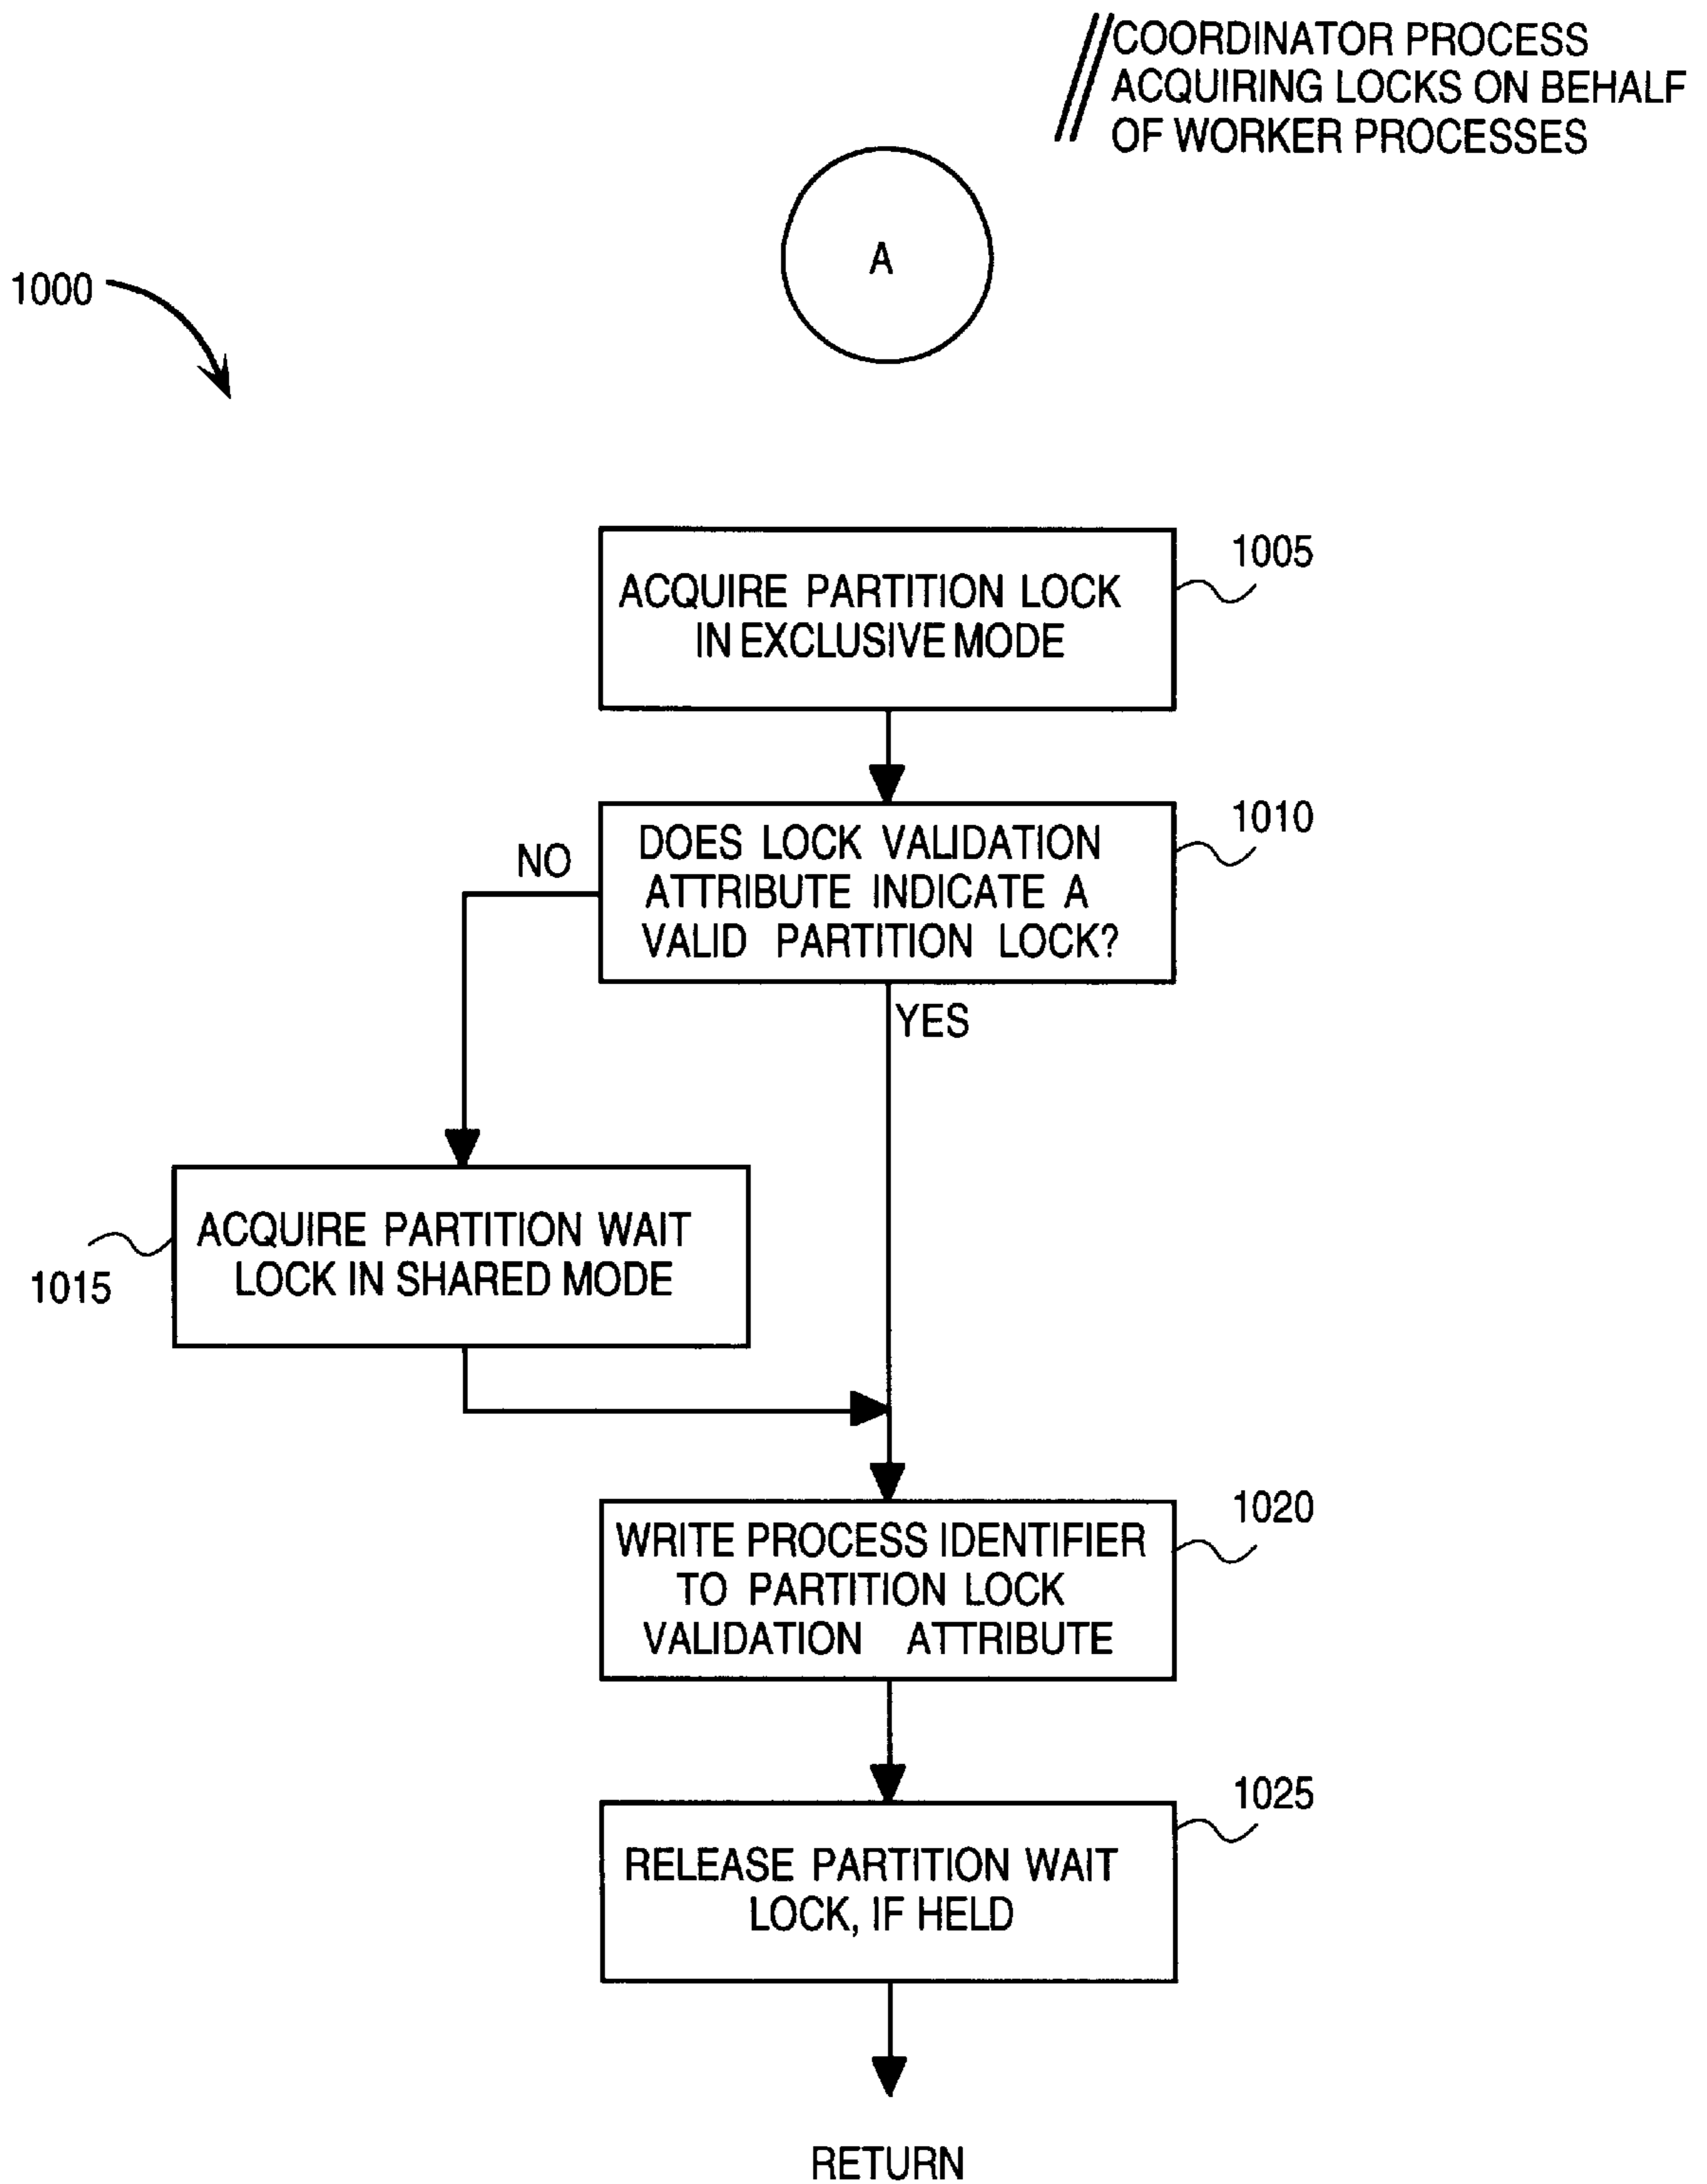 //COORDINATOR PROCESS
ACQUIRING LOCKS ON BEHALF
OF WORKER PROCESSES
A
1000
1005
ACQUIRE PARTITION LOCK
IN EXCLUSIVE MODE
1010
DOES LOCK VALIDATION
ATTRIBUTE INDICATE A
VALID PARTITION LOCK?
NO
YES
ACQUIRE PARTITION WAIT
LOCK IN SHARED MODE
1015
1020
WRITE PROCESS IDENTIFIER
TO PARTITION LOCK
VALIDATION ATTRIBUTE
1025
RELEASE PARTITION WAIT
LOCK, IF HELD
RETURN